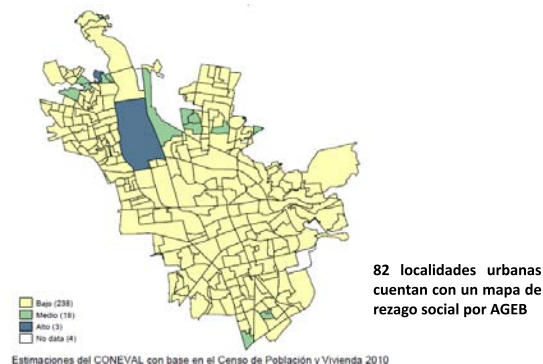 82 localidades urbanas
cuentan con un mapa de
rezago social por AGEB
Bajo (238)
Medio (18)
Alto (3)
No data (4)
Estimaciones del CONEVAL con base en el Censo de Población y Vivienda 2010